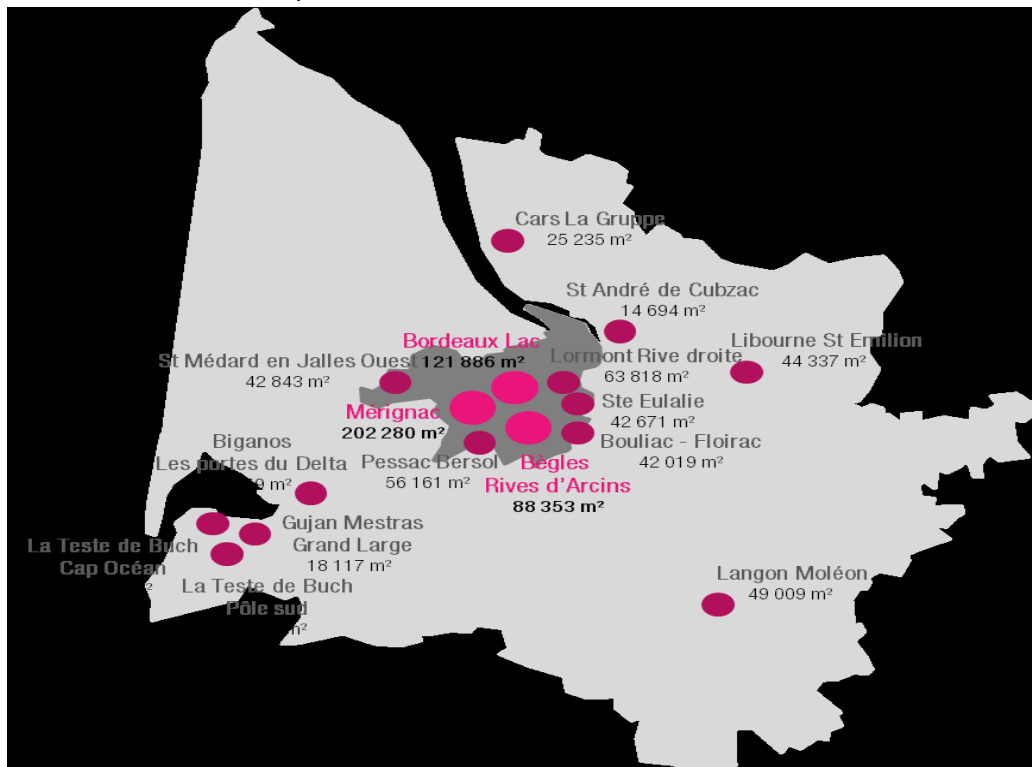 Cars La Gruppe
25 235 m²
St André de Cubzac
14 694 m²
Bordeaux Lac
121 886 m²
Lormont Rive droite
63 818 m²
Libourne St Emilion
44 337 m²
St Médard en Jalles Ouest
42 843 m²
Ste Eulalie
42 671 m²
Mérignac
202 280 m²
Bouliac - Floirac
42 019 m²
Biganos
Les portes du Delta
9 m²
Pessac Bersol
56 161 m²
Bègles
Rives d'Arcins
88 353 m²
Gujan Mestras
Grand Large
18 117 m²
La Teste de Buch
Cap Océan
La Teste de Buch
Pôle sud
m²
Langon Moléon
49 009 m²